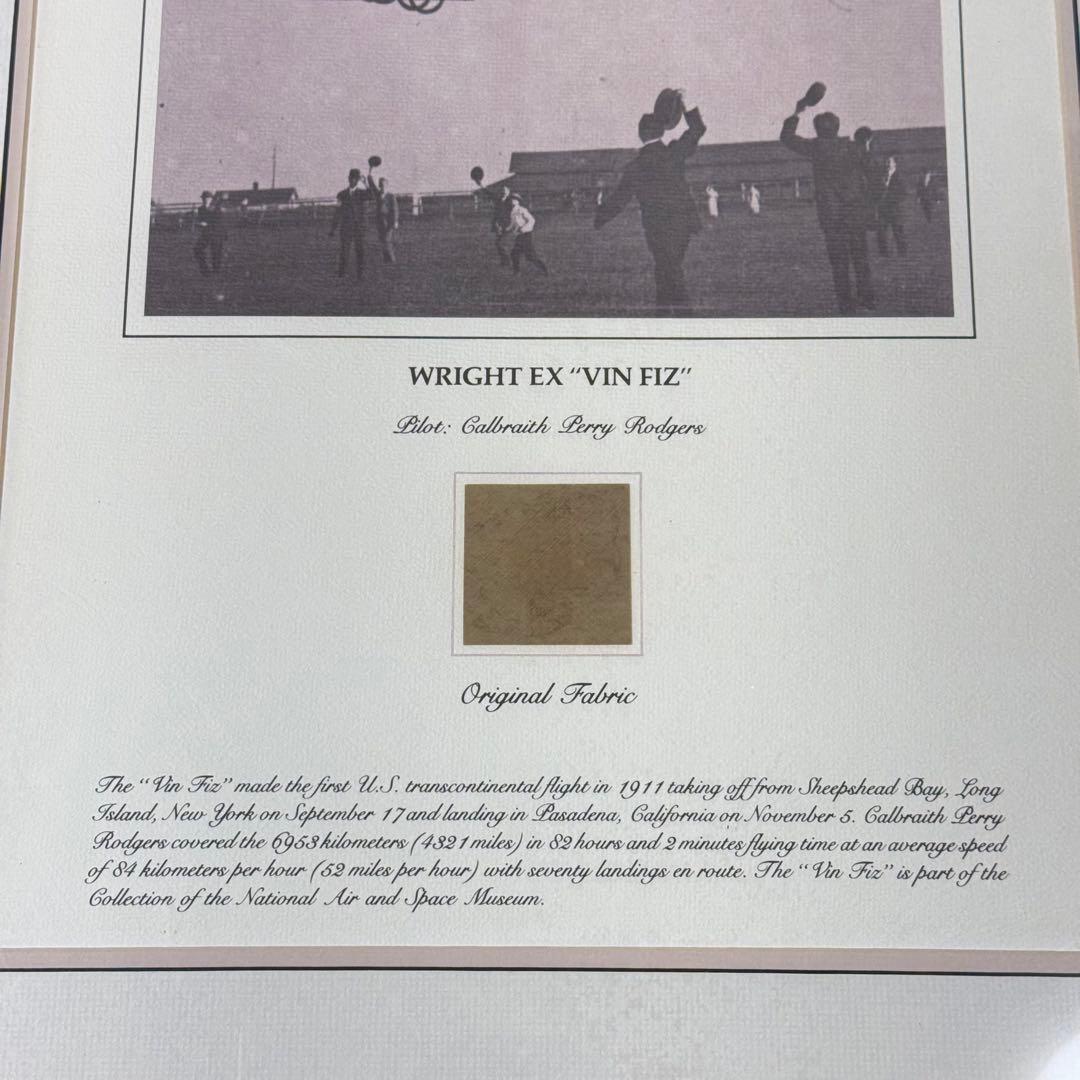 WRIGHT EX “VIN FIZ”
Pilot: Calbraith Perry Rodgers
Original Fabric
The “Vin Fiz” made the first U.S. transcontinental flight in 1911 taking off from Sheepshead Bay, Long
Island, New York on September 17 and landing in Pasadena, California on November 5. Calbraith Perry
Rodgers covered the 6953 kilometers (4321 miles) in 82 hours and 2 minutes flying time at an average speed
of 84 kilometers per hour (52 miles per hour) with seventy landings en route. The “Vin Fiz” is part of the
Collection of the National Air and Space Museum.